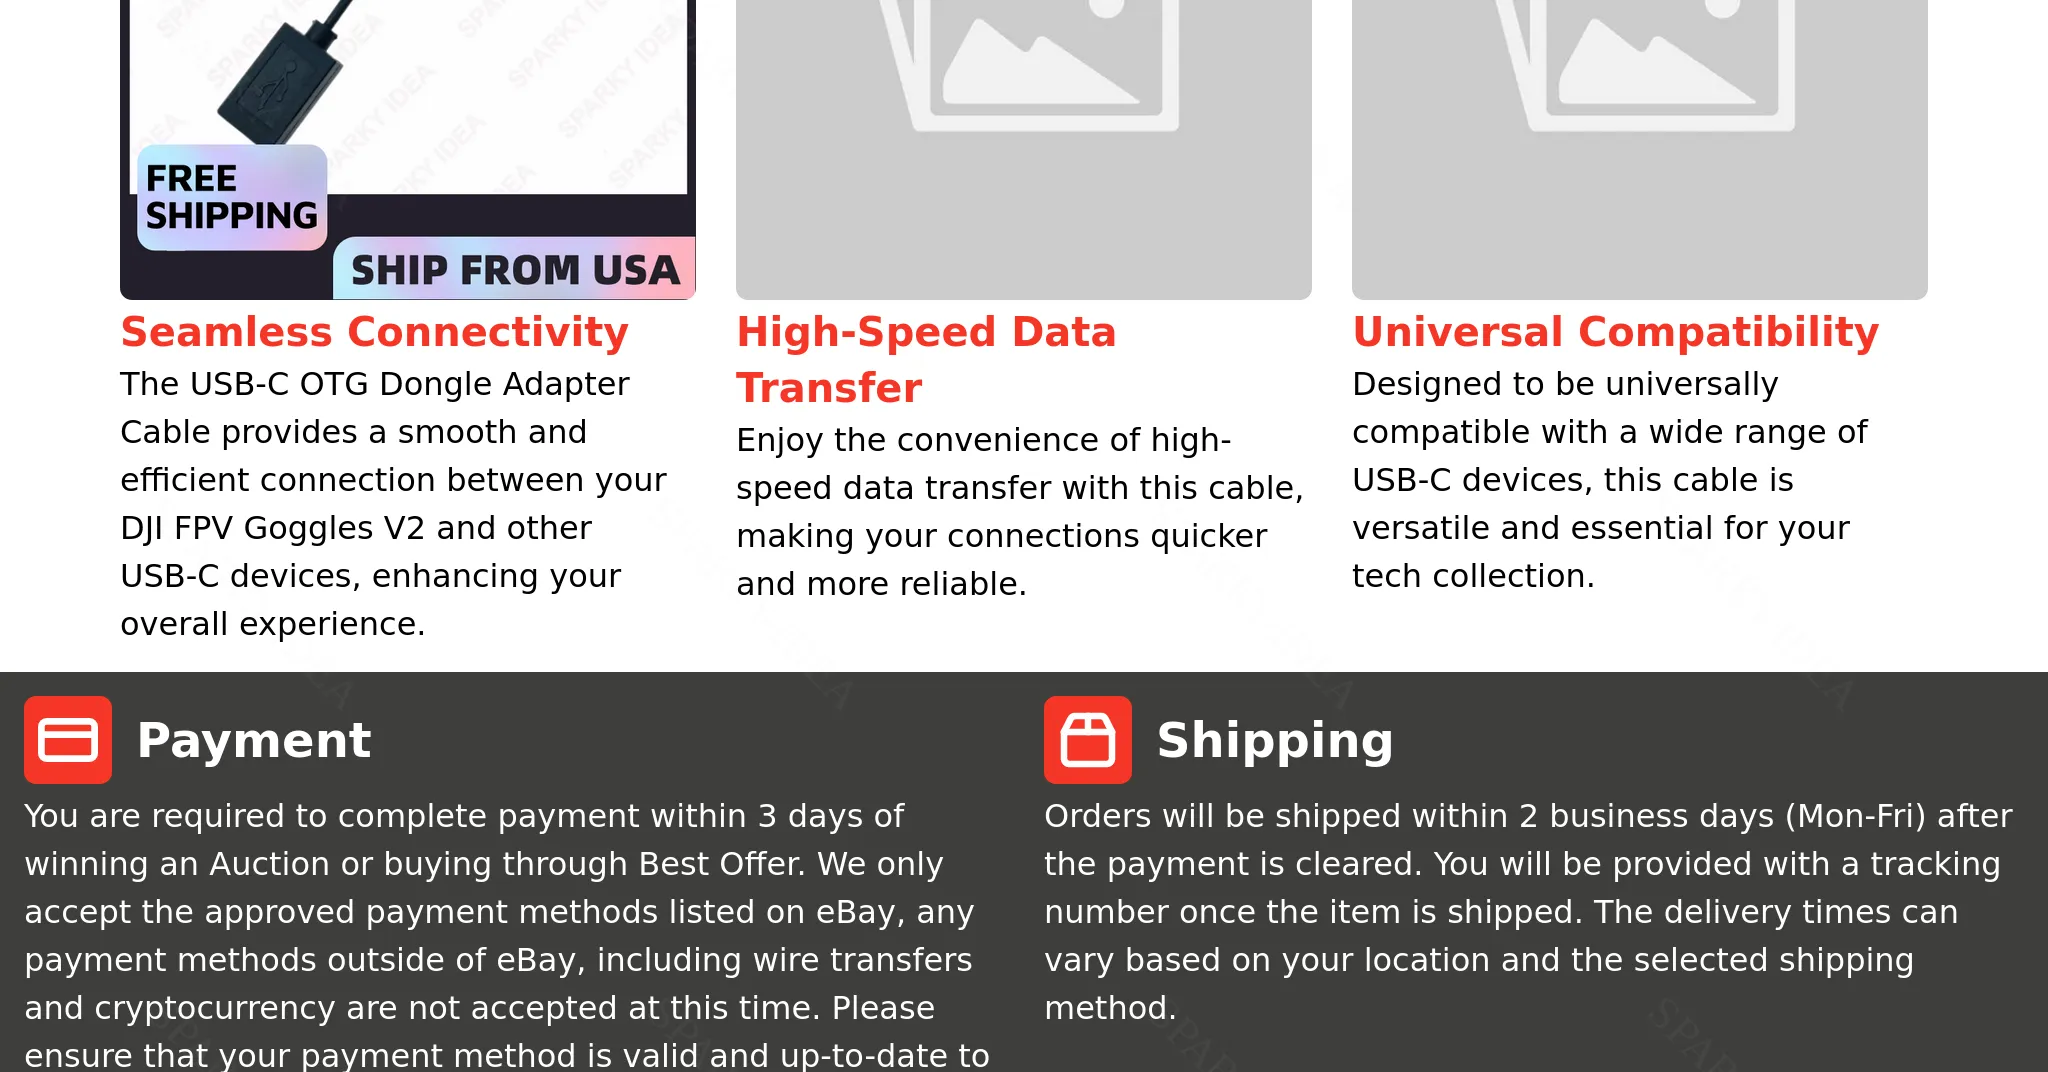 SPARKY IDEA
FREE
SHIPPING
SHIP FROM USA
Seamless Connectivity
The USB-C OTG Dongle Adapter
Cable provides a smooth and
efficient connection between your
DJI FPV Goggles V2 and other
USB-C devices, enhancing your
overall experience.
High-Speed Data
Transfer
Enjoy the convenience of high-
speed data transfer with this cable,
making your connections quicker
and more reliable.
Universal Compatibility
Designed to be universally
compatible with a wide range of
USB-C devices, this cable is
versatile and essential for your
tech collection.
Payment
You are required to complete payment within 3 days of
winning an Auction or buying through Best Offer. We only
accept the approved payment methods listed on eBay, any
payment methods outside of eBay, including wire transfers
and cryptocurrency are not accepted at this time. Please
ensure that your payment method is valid and up-to-date to
Shipping
Orders will be shipped within 2 business days (Mon-Fri) after
the payment is cleared. You will be provided with a tracking
number once the item is shipped. The delivery times can
vary based on your location and the selected shipping
method.